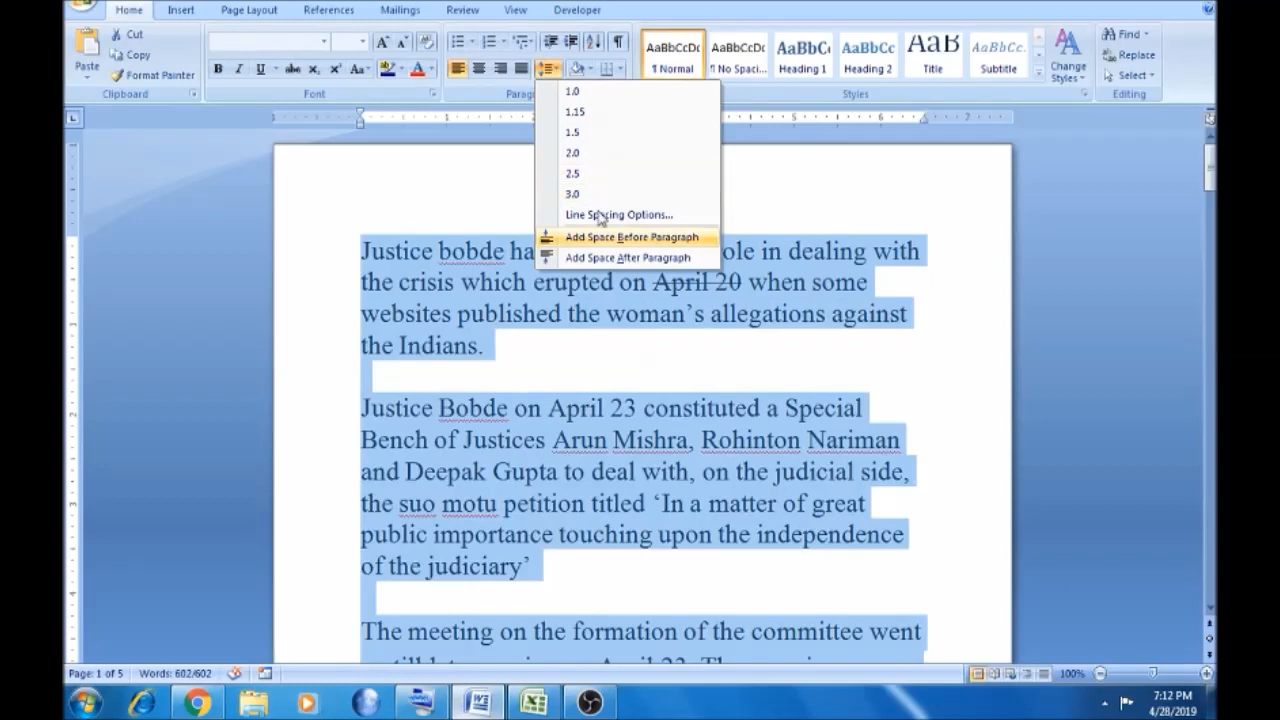 Home Insert Page Layout References Mailings Review View Developer
Cut
Copy
Format Painter
Paste
Clipboard
B I U abc x₂ x² Aa A
Font
Paragr
AaBbCcDc AaBbCcDc AaBbC AaBbCc AaB AaBbCc.
¶ Normal ¶ No Spaci... Heading 1 Heading 2 Title Subtitle
Change Styles
Styles
Find
Replace
Select
Editing
1.0
1.15
1.5
2.0
2.5
3.0
Line Spacing Options...
Add Space Before Paragraph
Add Space After Paragraph
Justice bobde ha ole in dealing with
the crisis which erupted on April 20 when some
websites published the woman’s allegations against
the Indians.
Justice Bobde on April 23 constituted a Special
Bench of Justices Arun Mishra, Rohinton Nariman
and Deepak Gupta to deal with, on the judicial side,
the suo motu petition titled ‘In a matter of great
public importance touching upon the independence
of the judiciary’
The meeting on the formation of the committee went
Page: 1 of 5 Words: 602/602 100%
7:12 PM
4/28/2019